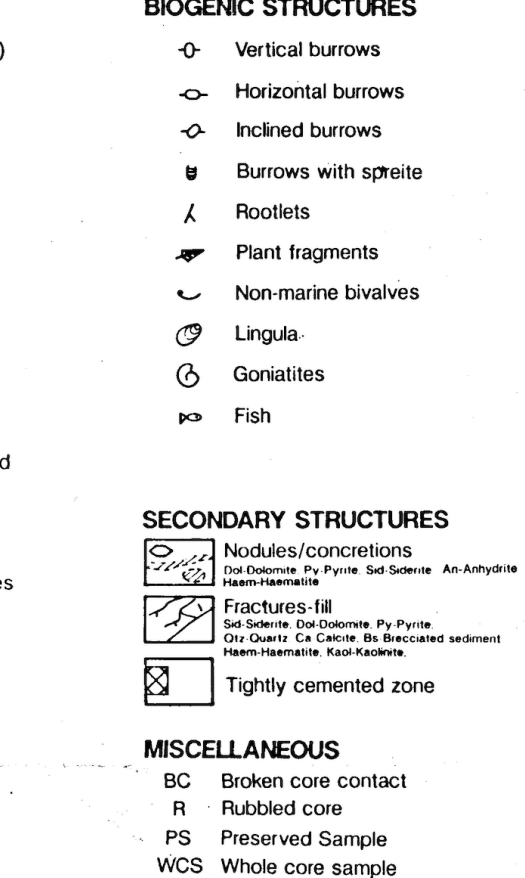 BIOGENIC STRUCTURES
)
Vertical burrows
Horizontal burrows
Inclined burrows
Burrows with spreite
Rootlets
Plant fragments
Non-marine bivalves
Lingula
Goniatites
Fish
d
SECONDARY STRUCTURES
Nodules/concretions
Dol-Dolomite Py-Pyrite. Sid-Siderite An-Anhydrite
Haem-Haematite
es
Fractures-fill
Sid-Siderite, Dol-Dolomite, Py-Pyrite.
Qtz-Quartz Ca Calcite, Bs-Brecciated sediment
Haem-Haematite, Kaol-Kaolinite.
Tightly cemented zone
MISCELLANEOUS
BC Broken core contact
R Rubbled core
PS Preserved Sample
WCS Whole core sample